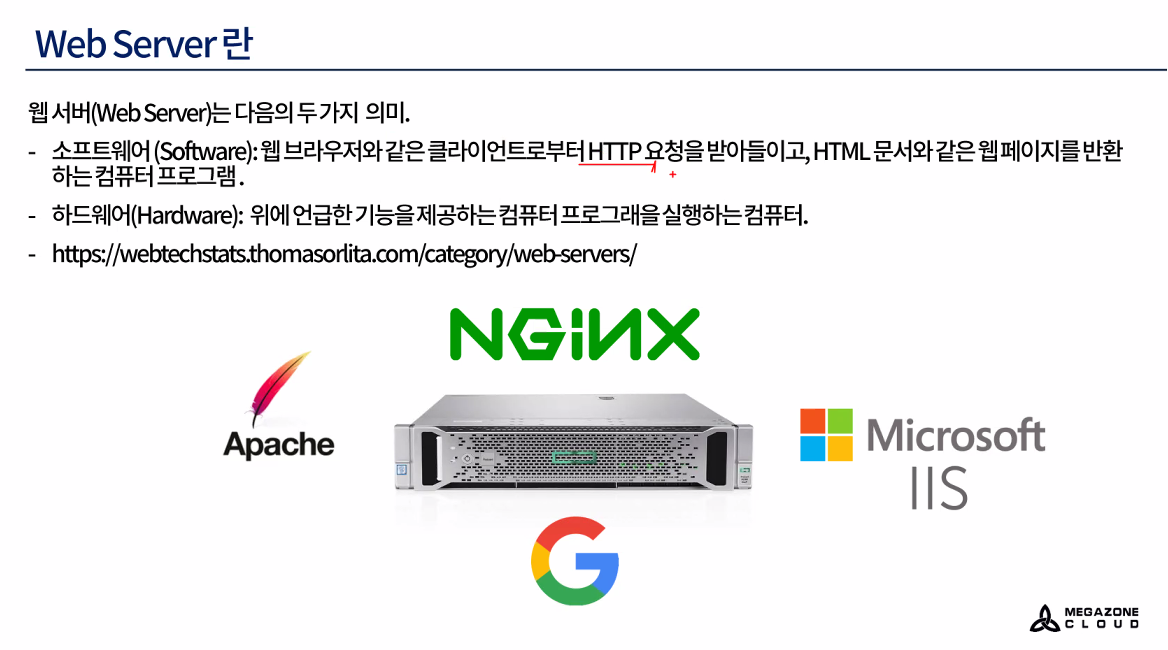 Web Server 란
웹 서버(Web Server)는 다음의 두 가지 의미.
- 소프트웨어 (Software): 웹 브라우저와 같은 클라이언트로부터 HTTP 요청을 받아들이고, HTML 문서와 같은 웹 페이지를 반환
하는 컴퓨터 프로그램.
- 하드웨어(Hardware): 위에 언급한 기능을 제공하는 컴퓨터 프로그래을 실행하는 컴퓨터.
- https://webtechstats.thomasorlita.com/category/web-servers/
NGINX
Apache
Microsoft
IIS
G
MEGAZONE
CLOUD